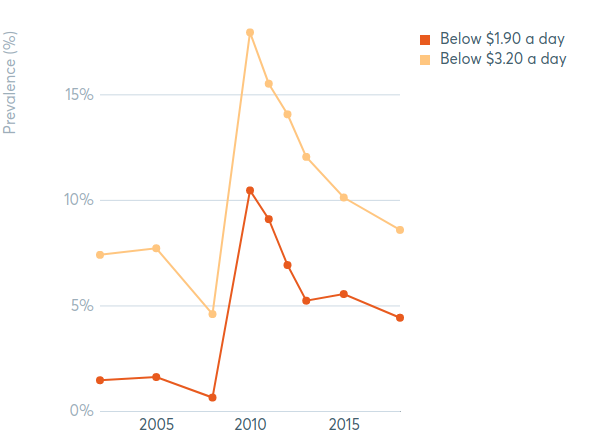 Prevalence (%)
Below $1.90 a day
Below $3.20 a day
15%
10%
5%
0%
2005 2010 2015